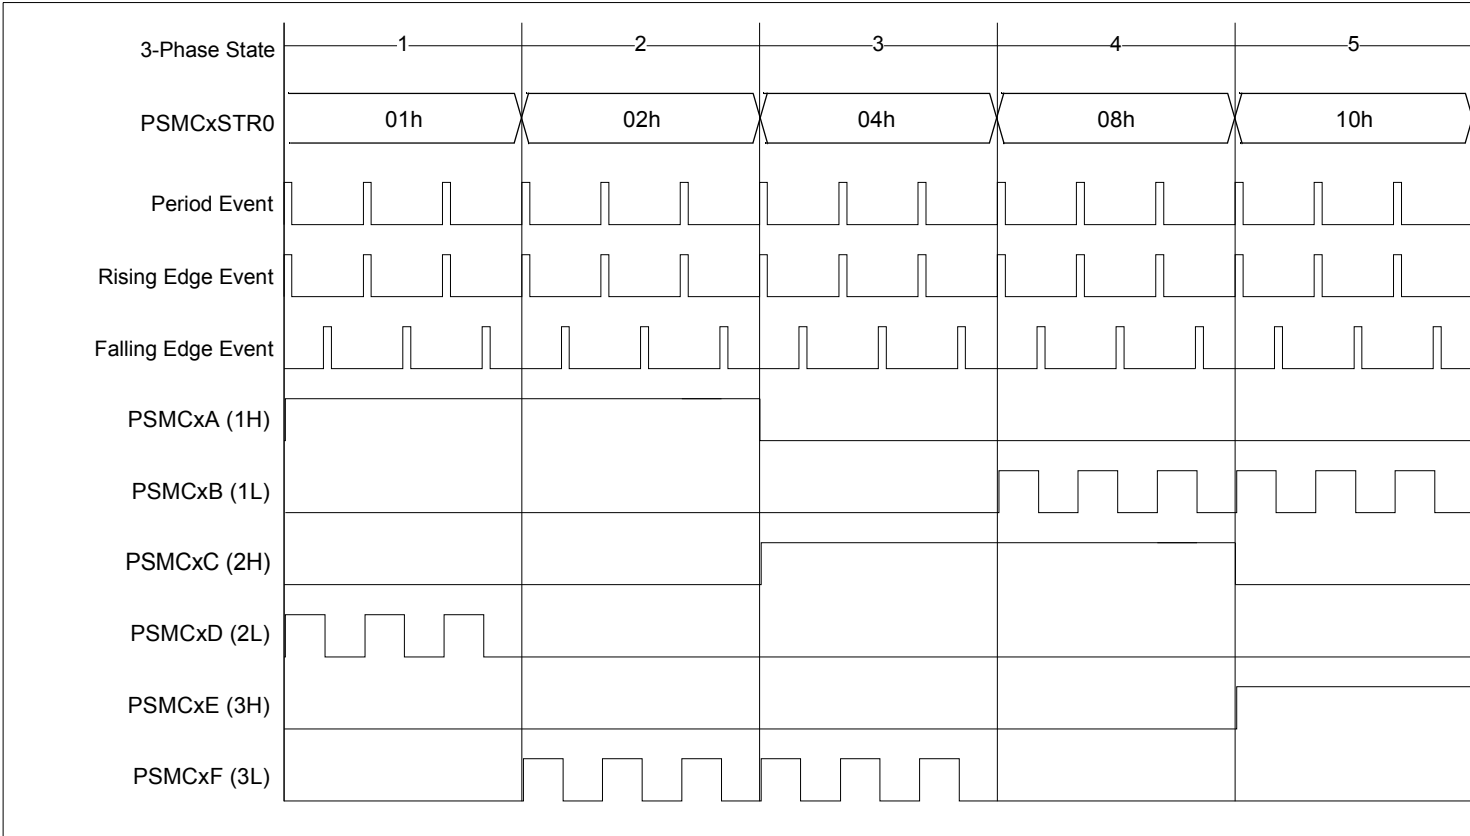 3-Phase State 1 2 3 4 5
PSMCxSTR0 01h 02h 04h 08h 10h
Period Event
Rising Edge Event
Falling Edge Event
PSMCxA (1H)
PSMCxB (1L)
PSMCxC (2H)
PSMCxD (2L)
PSMCxE (3H)
PSMCxF (3L)